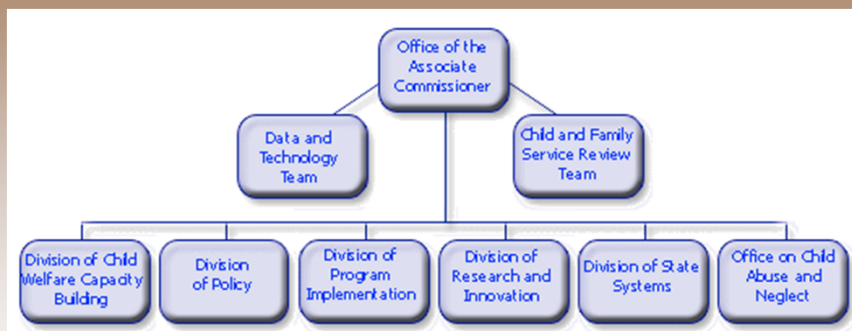 Office of the
Associate
Commissioner
Data and
Technology
Team
Child and Family
Service Review
Team
Division of Child
Welfare Capacity
Building
Division
of Policy
Division of
Program
Implementation
Division of
Research and
Innovation
Division of State
Systems
Office on Child
Abuse and
Neglect